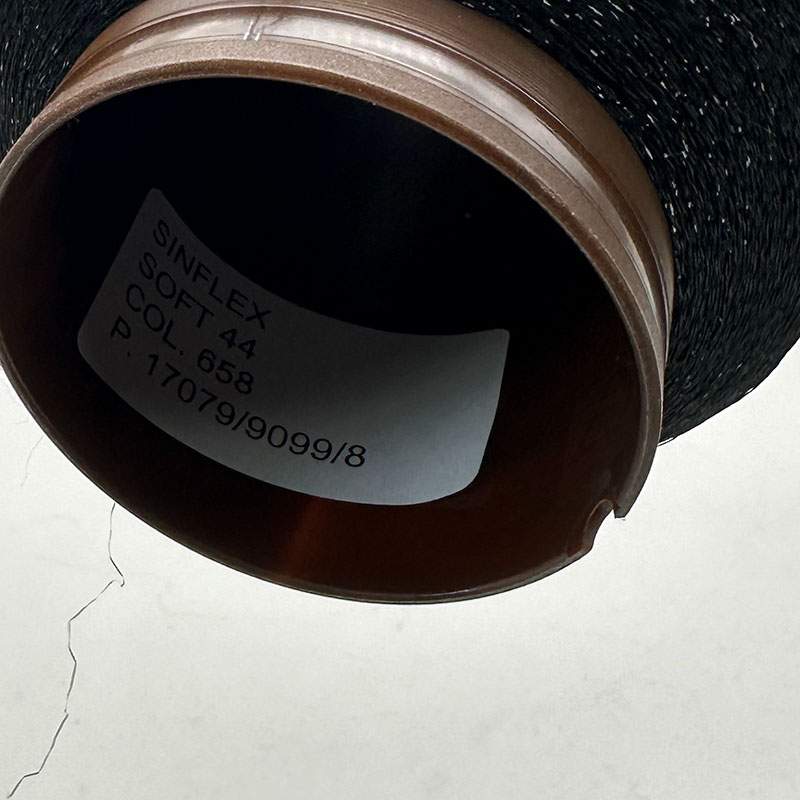 SINFLEX
SOFT 44
COL. 658
P. 17079/9099/8